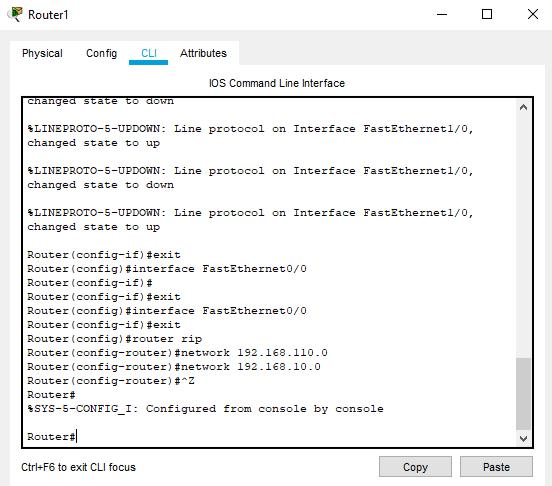 Router1
Physical Config CLI Attributes
IOS Command Line Interface
changed state to down
%LINEPROTO-5-UPDOWN: Line protocol on Interface FastEthernet1/0,
changed state to up
%LINEPROTO-5-UPDOWN: Line protocol on Interface FastEthernet1/0,
changed state to down
%LINEPROTO-5-UPDOWN: Line protocol on Interface FastEthernet1/0,
changed state to up
Router(config-if)#exit
Router(config)#interface FastEthernet0/0
Router(config-if)#
Router(config-if)#exit
Router(config)#interface FastEthernet0/0
Router(config-if)#exit
Router(config)#router rip
Router(config-router)#network 192.168.110.0
Router(config-router)#network 192.168.10.0
Router(config-router)#^Z
Router#
%SYS-5-CONFIG_I: Configured from console by console
Router#
Ctrl+F6 to exit CLI focus
Copy Paste